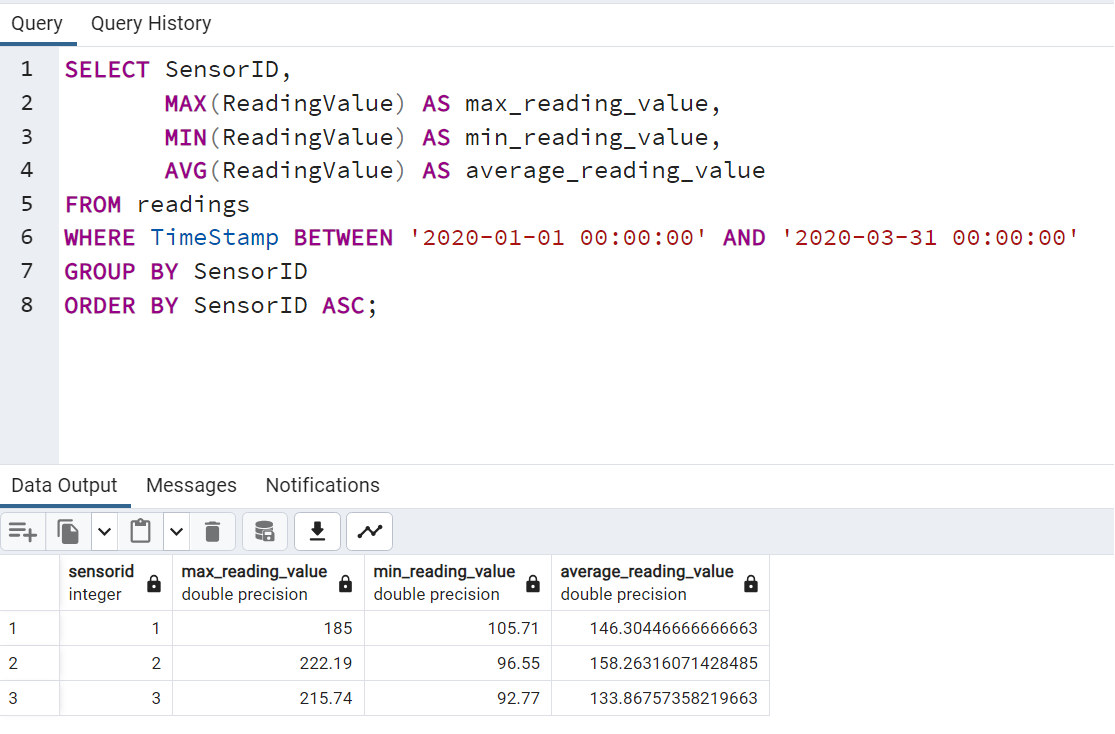 Query Query History
1 SELECT SensorID,
2 MAX(ReadingValue) AS max_reading_value,
3 MIN(ReadingValue) AS min_reading_value,
4 AVG(ReadingValue) AS average_reading_value
5 FROM readings
6 WHERE TimeStamp BETWEEN '2020-01-01 00:00:00' AND '2020-03-31 00:00:00'
7 GROUP BY SensorID
8 ORDER BY SensorID ASC;
Data Output Messages Notifications
sensorid max_reading_value min_reading_value average_reading_value
integer double precision double precision double precision
1 1 185 105.71 146.30446666666663
2 2 222.19 96.55 158.26316071428485
3 3 215.74 92.77 133.86757358219663